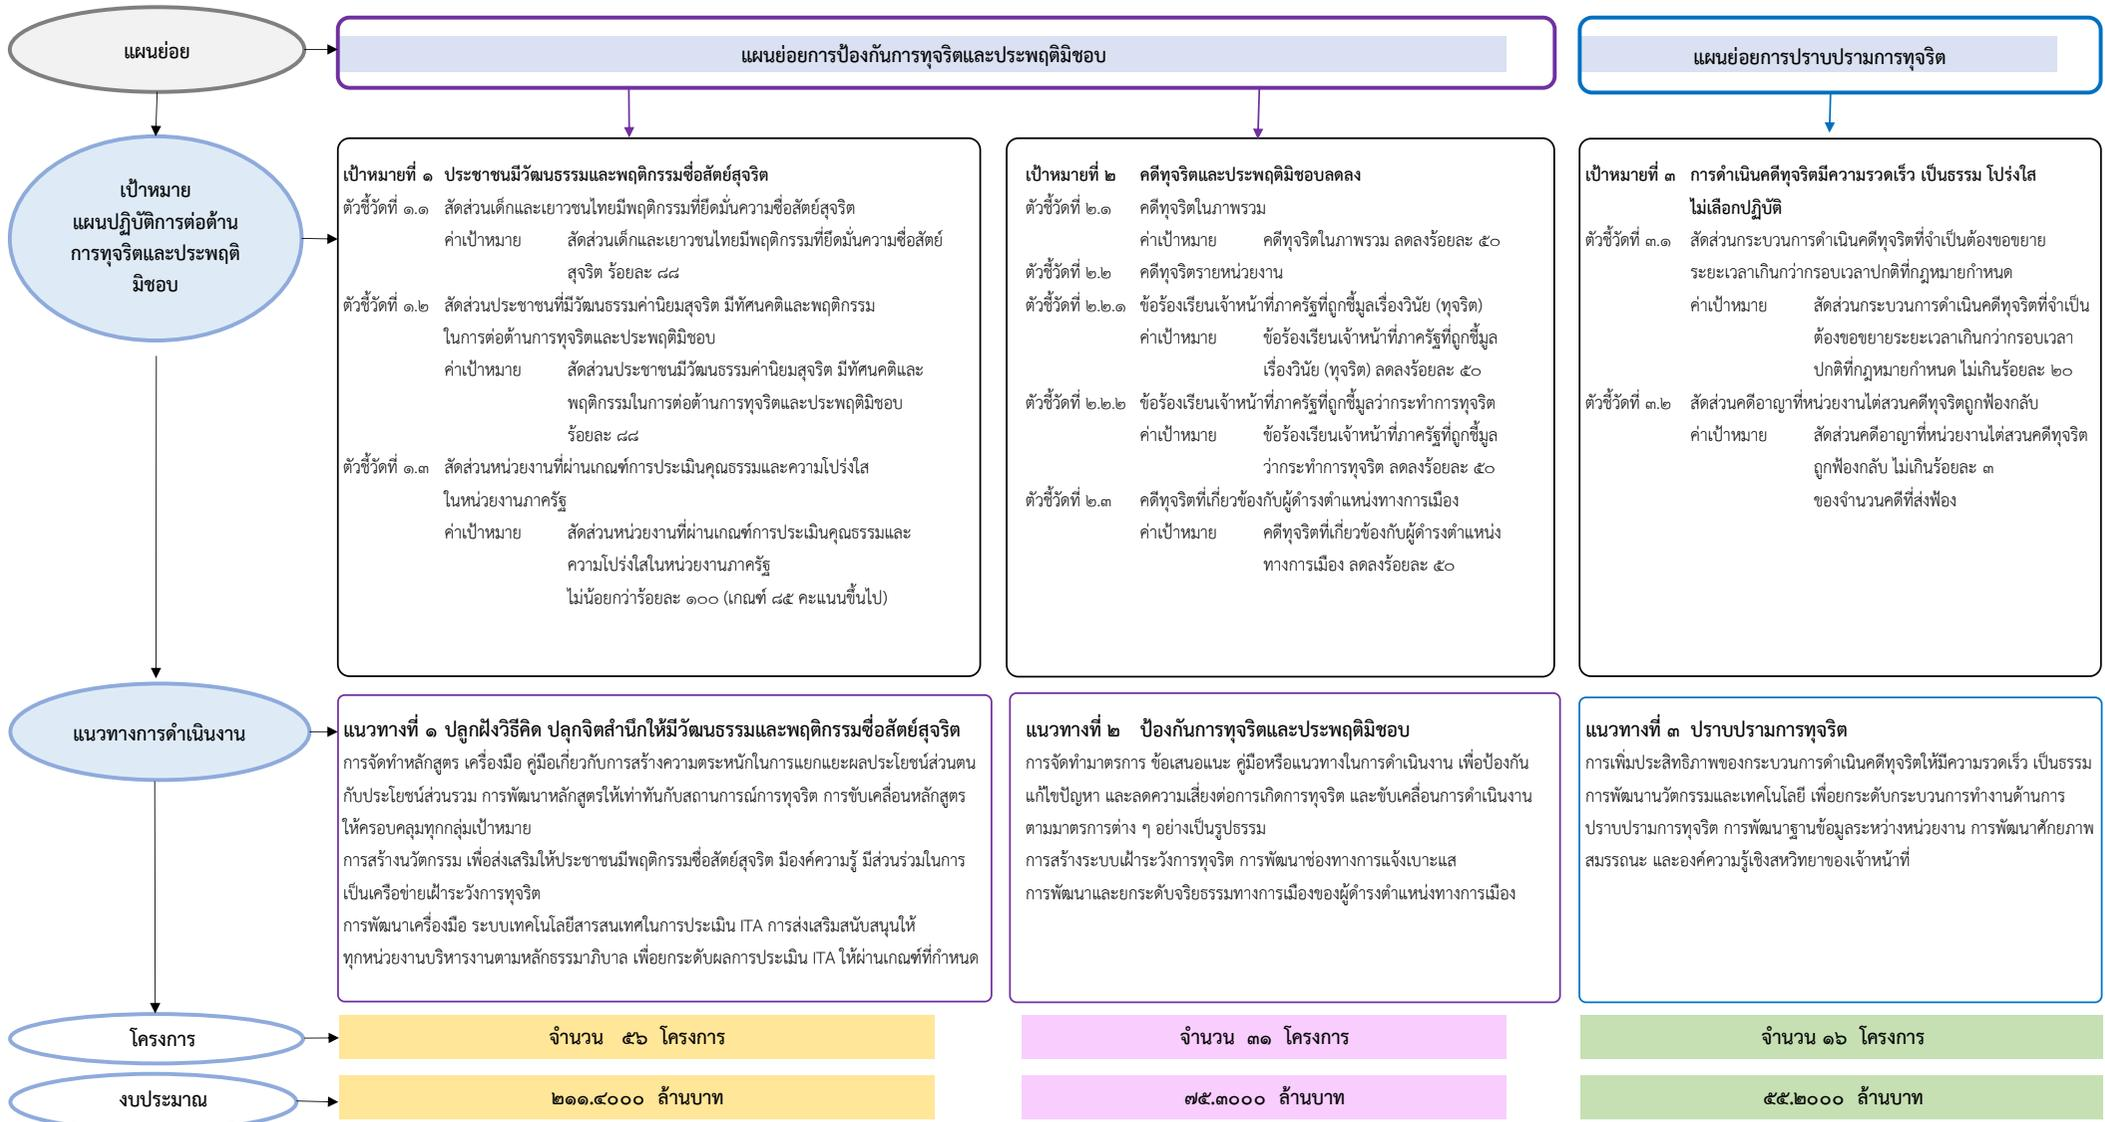 แผนย่อย
แผนย่อยการป้องกันการทุจริตและประพฤติมิชอบ
แผนย่อยการปราบปรามการทุจริต
เป้าหมาย
แผนปฏิบัติการต่อต้าน
การทุจริตและประพฤติ
มิชอบ
เป้าหมายที่ ๑ ประชาชนมีวัฒนธรรมและพฤติกรรมซื่อสัตย์สุจริต
ตัวชี้วัดที่ ๑.๑ สัดส่วนเด็กและเยาวชนไทยมีพฤติกรรมที่ยึดมั่นความซื่อสัตย์สุจริต
ค่าเป้าหมาย สัดส่วนเด็กและเยาวชนไทยมีพฤติกรรมที่ยึดมั่นความซื่อสัตย์
สุจริต ร้อยละ ๘๘
ตัวชี้วัดที่ ๑.๒ สัดส่วนประชาชนที่มีวัฒนธรรมค่านิยมสุจริต มีทัศนคติและพฤติกรรม
ในการต่อต้านการทุจริตและประพฤติมิชอบ
ค่าเป้าหมาย สัดส่วนประชาชนมีวัฒนธรรมค่านิยมสุจริต มีทัศนคติและ
พฤติกรรมในการต่อต้านการทุจริตและประพฤติมิชอบ
ร้อยละ ๘๘
ตัวชี้วัดที่ ๑.๓ สัดส่วนหน่วยงานที่ผ่านเกณฑ์การประเมินคุณธรรมและความโปร่งใส
ในหน่วยงานภาครัฐ
ค่าเป้าหมาย สัดส่วนหน่วยงานที่ผ่านเกณฑ์การประเมินคุณธรรมและ
ความโปร่งใสในหน่วยงานภาครัฐ
ไม่น้อยกว่าร้อยละ ๑๐๐ (เกณฑ์ ๘๕ คะแนนขึ้นไป)
เป้าหมายที่ ๒ คดีทุจริตและประพฤติมิชอบลดลง
ตัวชี้วัดที่ ๒.๑ คดีทุจริตในภาพรวม
ค่าเป้าหมาย คดีทุจริตในภาพรวม ลดลงร้อยละ ๕๐
ตัวชี้วัดที่ ๒.๒ คดีทุจริตรายหน่วยงาน
ตัวชี้วัดที่ ๒.๒.๑ ข้อร้องเรียนเจ้าหน้าที่ภาครัฐที่ถูกชี้มูลเรื่องวินัย (ทุจริต)
ค่าเป้าหมาย ข้อร้องเรียนเจ้าหน้าที่ภาครัฐที่ถูกชี้มูล
เรื่องวินัย (ทุจริต) ลดลงร้อยละ ๕๐
ตัวชี้วัดที่ ๒.๒.๒ ข้อร้องเรียนเจ้าหน้าที่ภาครัฐที่ถูกชี้มูลว่ากระทำการทุจริต
ค่าเป้าหมาย ข้อร้องเรียนเจ้าหน้าที่ภาครัฐที่ถูกชี้มูล
ว่ากระทำการทุจริต ลดลงร้อยละ ๕๐
ตัวชี้วัดที่ ๒.๓ คดีทุจริตที่เกี่ยวข้องกับผู้ดำรงตำแหน่งทางการเมือง
ค่าเป้าหมาย คดีทุจริตที่เกี่ยวข้องกับผู้ดำรงตำแหน่ง
ทางการเมือง ลดลงร้อยละ ๕๐
เป้าหมายที่ ๓ การดำเนินคดีทุจริตมีความรวดเร็ว เป็นธรรม โปร่งใส
ไม่เลือกปฏิบัติ
ตัวชี้วัดที่ ๓.๑ สัดส่วนกระบวนการดำเนินคดีทุจริตที่จำเป็นต้องขอขยาย
ระยะเวลาเกินกว่ากรอบเวลาปกติที่กฎหมายกำหนด
ค่าเป้าหมาย สัดส่วนกระบวนการดำเนินคดีทุจริตที่จำเป็น
ต้องขอขยายระยะเวลาเกินกว่ากรอบเวลา
ปกติที่กฎหมายกำหนด ไม่เกินร้อยละ ๒๐
ตัวชี้วัดที่ ๓.๒ สัดส่วนคดีอาญาที่หน่วยงานไต่สวนคดีทุจริตถูกฟ้องกลับ
ค่าเป้าหมาย สัดส่วนคดีอาญาที่หน่วยงานไต่สวนคดีทุจริต
ถูกฟ้องกลับ ไม่เกินร้อยละ ๓
ของจำนวนคดีที่ส่งฟ้อง
แนวทางการดำเนินงาน
แนวทางที่ ๑ ปลูกฝังวิธีคิด ปลุกจิตสำนึกให้มีวัฒนธรรมและพฤติกรรมซื่อสัตย์สุจริต
การจัดทำหลักสูตร เครื่องมือ คู่มือเกี่ยวกับการสร้างความตระหนักในการแยกแยะผลประโยชน์ส่วนตน
กับประโยชน์ส่วนรวม การพัฒนาหลักสูตรให้เท่าทันกับสถานการณ์การทุจริต การขับเคลื่อนหลักสูตร
ให้ครอบคลุมทุกกลุ่มเป้าหมาย
การสร้างนวัตกรรม เพื่อส่งเสริมให้ประชาชนมีพฤติกรรมซื่อสัตย์สุจริต มีองค์ความรู้ มีส่วนร่วมในการ
เป็นเครือข่ายเฝ้าระวังการทุจริต
การพัฒนาเครื่องมือ ระบบเทคโนโลยีสารสนเทศในการประเมิน ITA การส่งเสริมสนับสนุนให้
ทุกหน่วยงานบริหารงานตามหลักธรรมาภิบาล เพื่อยกระดับผลการประเมิน ITA ให้ผ่านเกณฑ์ที่กำหนด
แนวทางที่ ๒ ป้องกันการทุจริตและประพฤติมิชอบ
การจัดทำมาตรการ ข้อเสนอแนะ คู่มือหรือแนวทางในการดำเนินงาน เพื่อป้องกัน
แก้ไขปัญหา และลดความเสี่ยงต่อการเกิดการทุจริต และขับเคลื่อนการดำเนินงาน
ตามมาตรการต่าง ๆ อย่างเป็นรูปธรรม
การสร้างระบบเฝ้าระวังการทุจริต การพัฒนาช่องทางการแจ้งเบาะแส
การพัฒนาและยกระดับจริยธรรมทางการเมืองของผู้ดำรงตำแหน่งทางการเมือง
แนวทางที่ ๓ ปราบปรามการทุจริต
การเพิ่มประสิทธิภาพของกระบวนการดำเนินคดีทุจริตให้มีความรวดเร็ว เป็นธรรม
การพัฒนานวัตกรรมและเทคโนโลยี เพื่อยกระดับกระบวนการทำงานด้านการ
ปราบปรามการทุจริต การพัฒนาฐานข้อมูลระหว่างหน่วยงาน การพัฒนาศักยภาพ
สมรรถนะ และองค์ความรู้เชิงสหวิทยาของเจ้าหน้าที่
โครงการ
จำนวน ๕๖ โครงการ
จำนวน ๓๑ โครงการ
จำนวน ๑๖ โครงการ
งบประมาณ
๒๑๑.๔๐๐๐ ล้านบาท
๗๕.๓๐๐๐ ล้านบาท
๕๕.๒๐๐๐ ล้านบาท